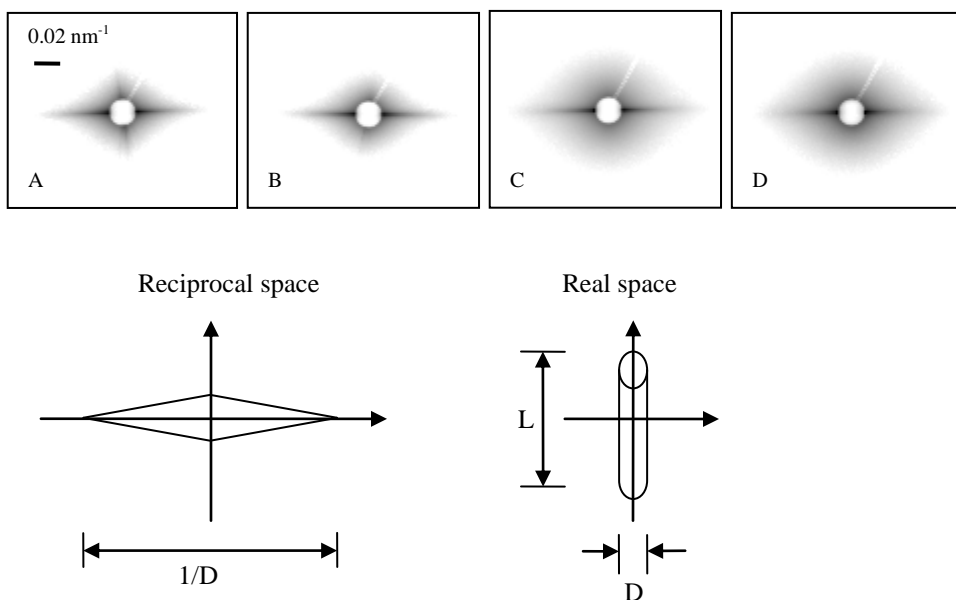 0.02 nm⁻¹
A
B
C
D
Reciprocal space
Real space
L
1/D
D